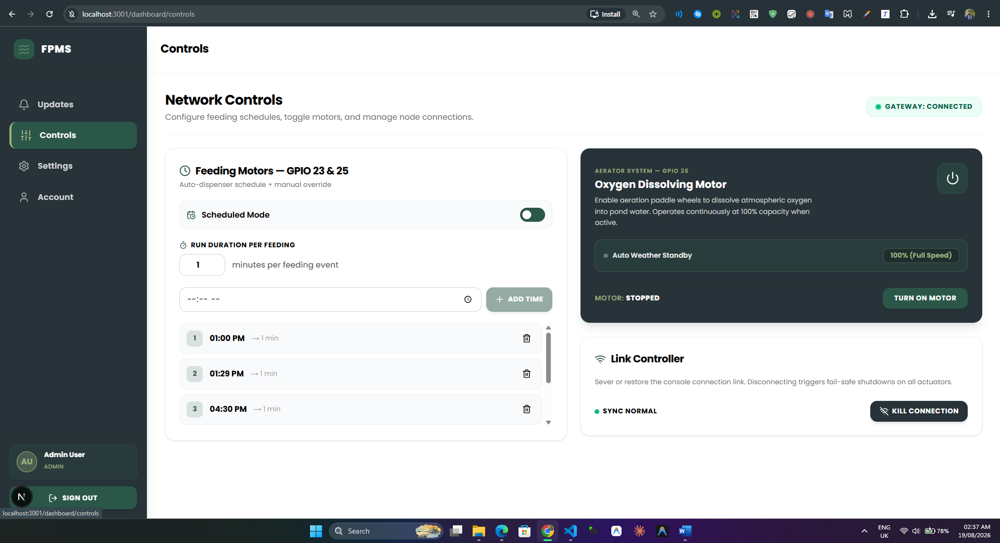 localhost:3001/dashboard/controls
Install
FPMS
Updates
Controls
Settings
Account
AU
Admin User
ADMIN
N
SIGN OUT
localhost:3001/dashboard/controls
Controls
Network Controls
Configure feeding schedules, toggle motors, and manage node connections.
GATEWAY: CONNECTED
Feeding Motors — GPIO 23 & 25
Auto-dispenser schedule + manual override
Scheduled Mode
RUN DURATION PER FEEDING
1 minutes per feeding event
--:-- --
+ ADD TIME
1 01:00 PM → 1 min
2 01:29 PM → 1 min
3 04:30 PM → 1 min
AERATOR SYSTEM — GPIO 26
Oxygen Dissolving Motor
Enable aeration paddle wheels to dissolve atmospheric oxygen
into pond water. Operates continuously at 100% capacity when
active.
Auto Weather Standby
100% (Full Speed)
MOTOR: STOPPED
TURN ON MOTOR
Link Controller
Sever or restore the console connection link. Disconnecting triggers fail-safe shutdowns on all actuators.
SYNC NORMAL
KILL CONNECTION
Search
ENG
UK
78%
02:37 AM
19/08/2026